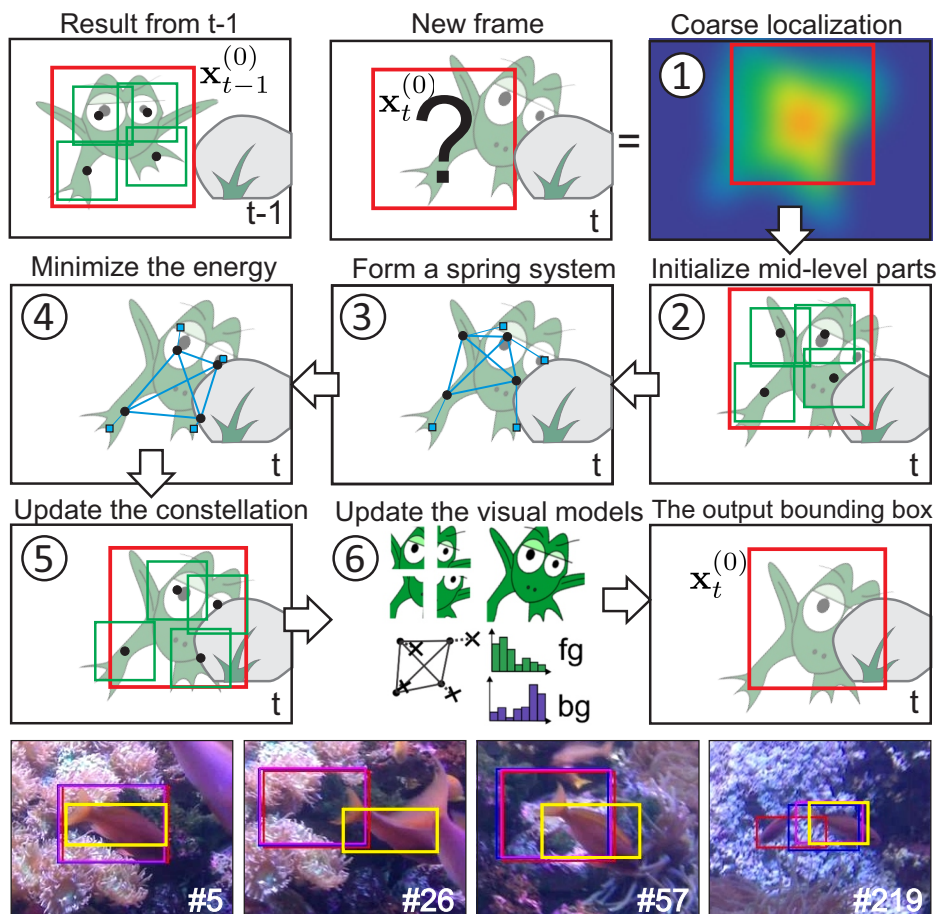 Result from t-1
New frame
Coarse localization
x_{t-1}^{(0)}
t-1
x_t^{(0)}
?
t
=
1
Minimize the energy
Form a spring system
Initialize mid-level parts
4
t
3
t
2
t
Update the constellation
Update the visual models
The output bounding box
5
t
6
fg
bg
x_t^{(0)}
t
#5
#26
#57
#219